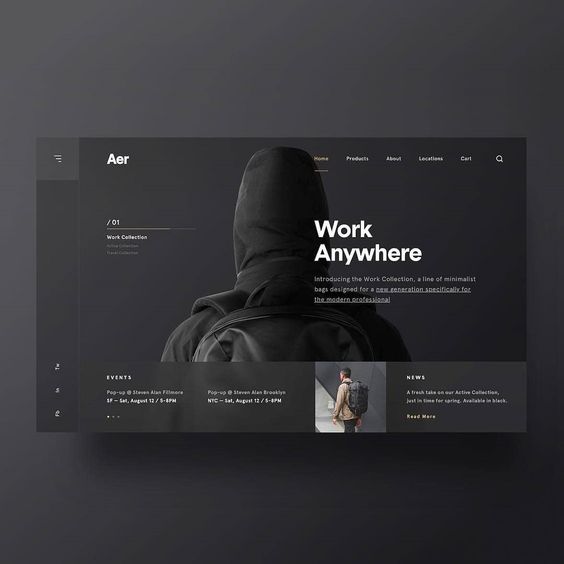 Aer
Home Products About Locations Cart
/ 01
Work Collection
Active Collection
Travel Collection
Work
Anywhere
Introducing the Work Collection, a line of minimalist
bags designed for a new generation specifically for
the modern professional
EVENTS
Pop-up @ Steven Alan Fillmore
SF — Sat, August 12 / 5-8PM
Pop-up @ Steven Alan Brooklyn
NYC — Sat, August 12 / 5-8PM
NEWS
A fresh take on our Active Collection,
just in time for spring. Available in black.
Read More